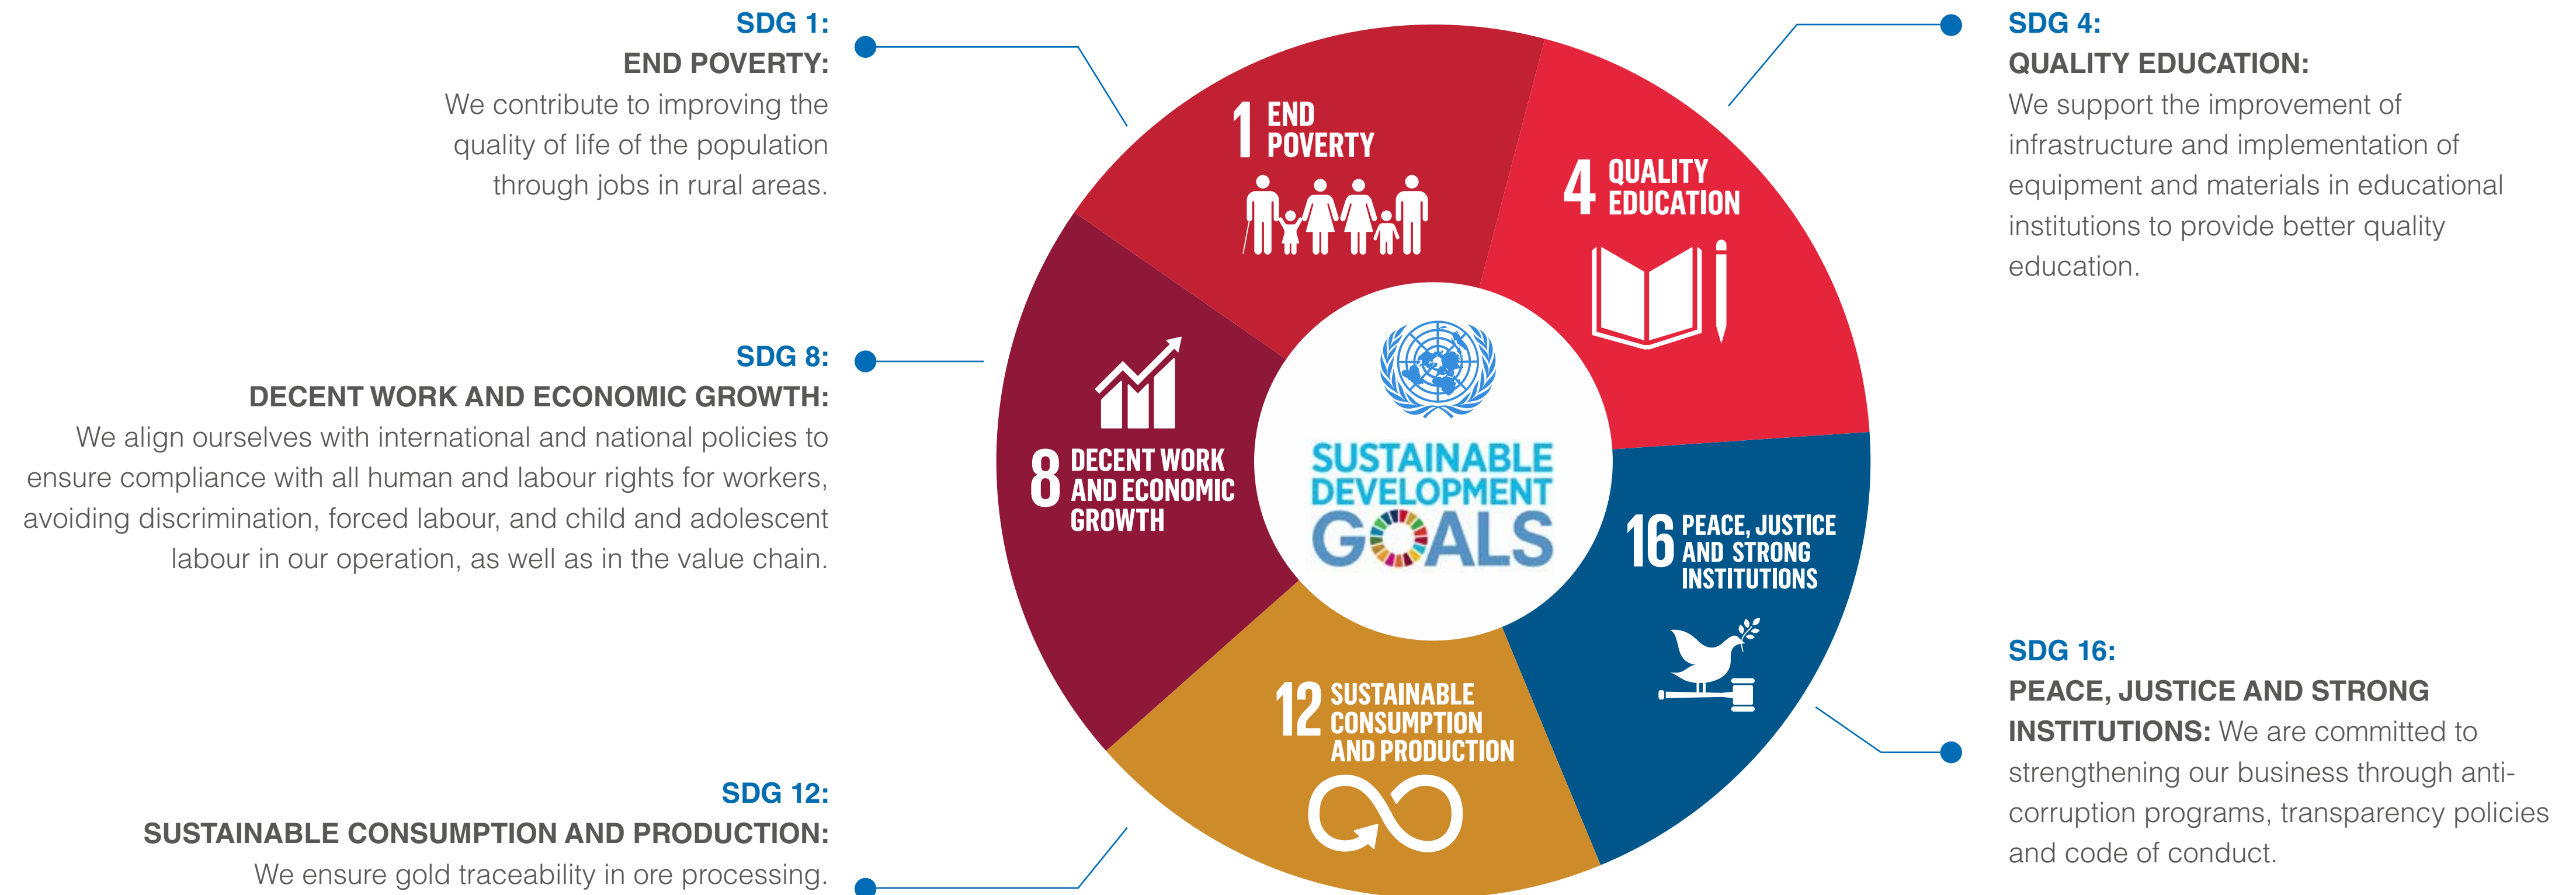 SDG 1:
END POVERTY:
We contribute to improving the
quality of life of the population
through jobs in rural areas.
SDG 8:
DECENT WORK AND ECONOMIC GROWTH:
We align ourselves with international and national policies to
ensure compliance with all human and labour rights for workers,
avoiding discrimination, forced labour, and child and adolescent
labour in our operation, as well as in the value chain.
SDG 12:
SUSTAINABLE CONSUMPTION AND PRODUCTION:
We ensure gold traceability in ore processing.
1 END
POVERTY
4 QUALITY
EDUCATION
8 DECENT WORK
AND ECONOMIC
GROWTH
SUSTAINABLE
DEVELOPMENT
GOALS
16 PEACE, JUSTICE
AND STRONG
INSTITUTIONS
12 SUSTAINABLE
CONSUMPTION
AND PRODUCTION
SDG 4:
QUALITY EDUCATION:
We support the improvement of
infrastructure and implementation of
equipment and materials in educational
institutions to provide better quality
education.
SDG 16:
PEACE, JUSTICE AND STRONG
INSTITUTIONS: We are committed to
strengthening our business through anti-
corruption programs, transparency policies
and code of conduct.